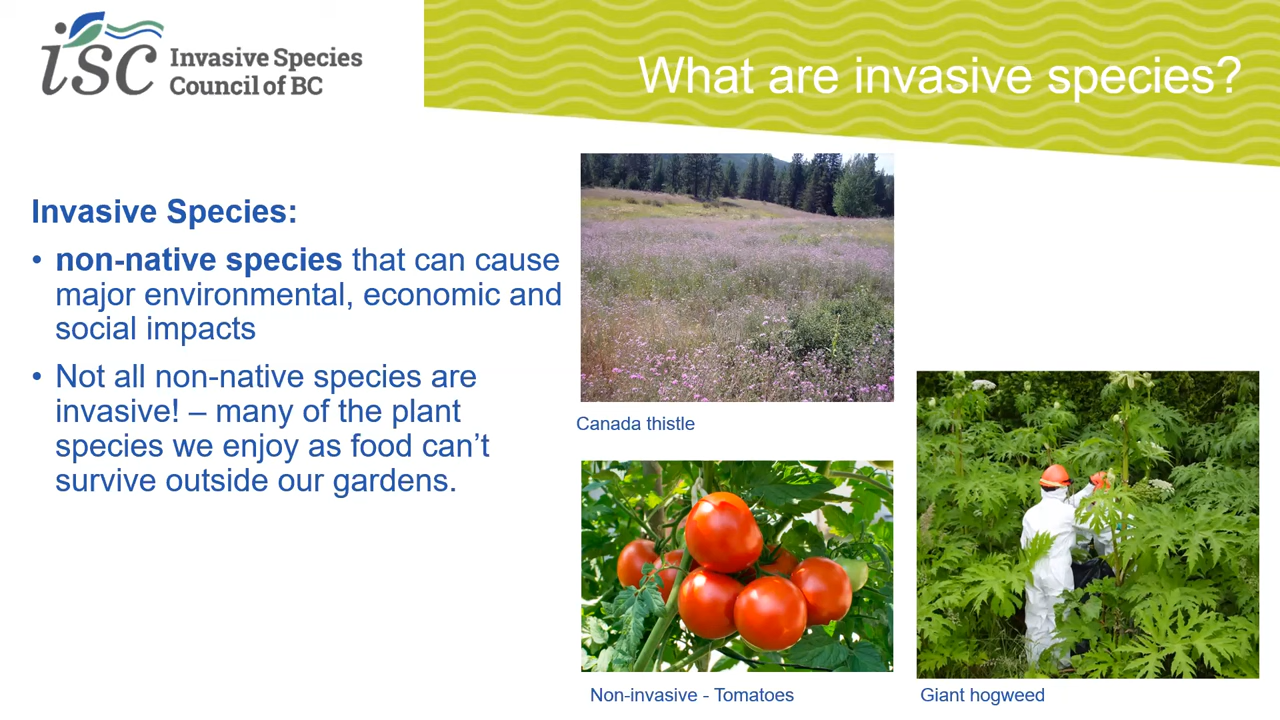 isc
Invasive Species
Council of BC
What are invasive species?
Invasive Species:
• non-native species that can cause
major environmental, economic and
social impacts
• Not all non-native species are
invasive! – many of the plant
species we enjoy as food can’t
survive outside our gardens.
Canada thistle
Non-invasive - Tomatoes
Giant hogweed